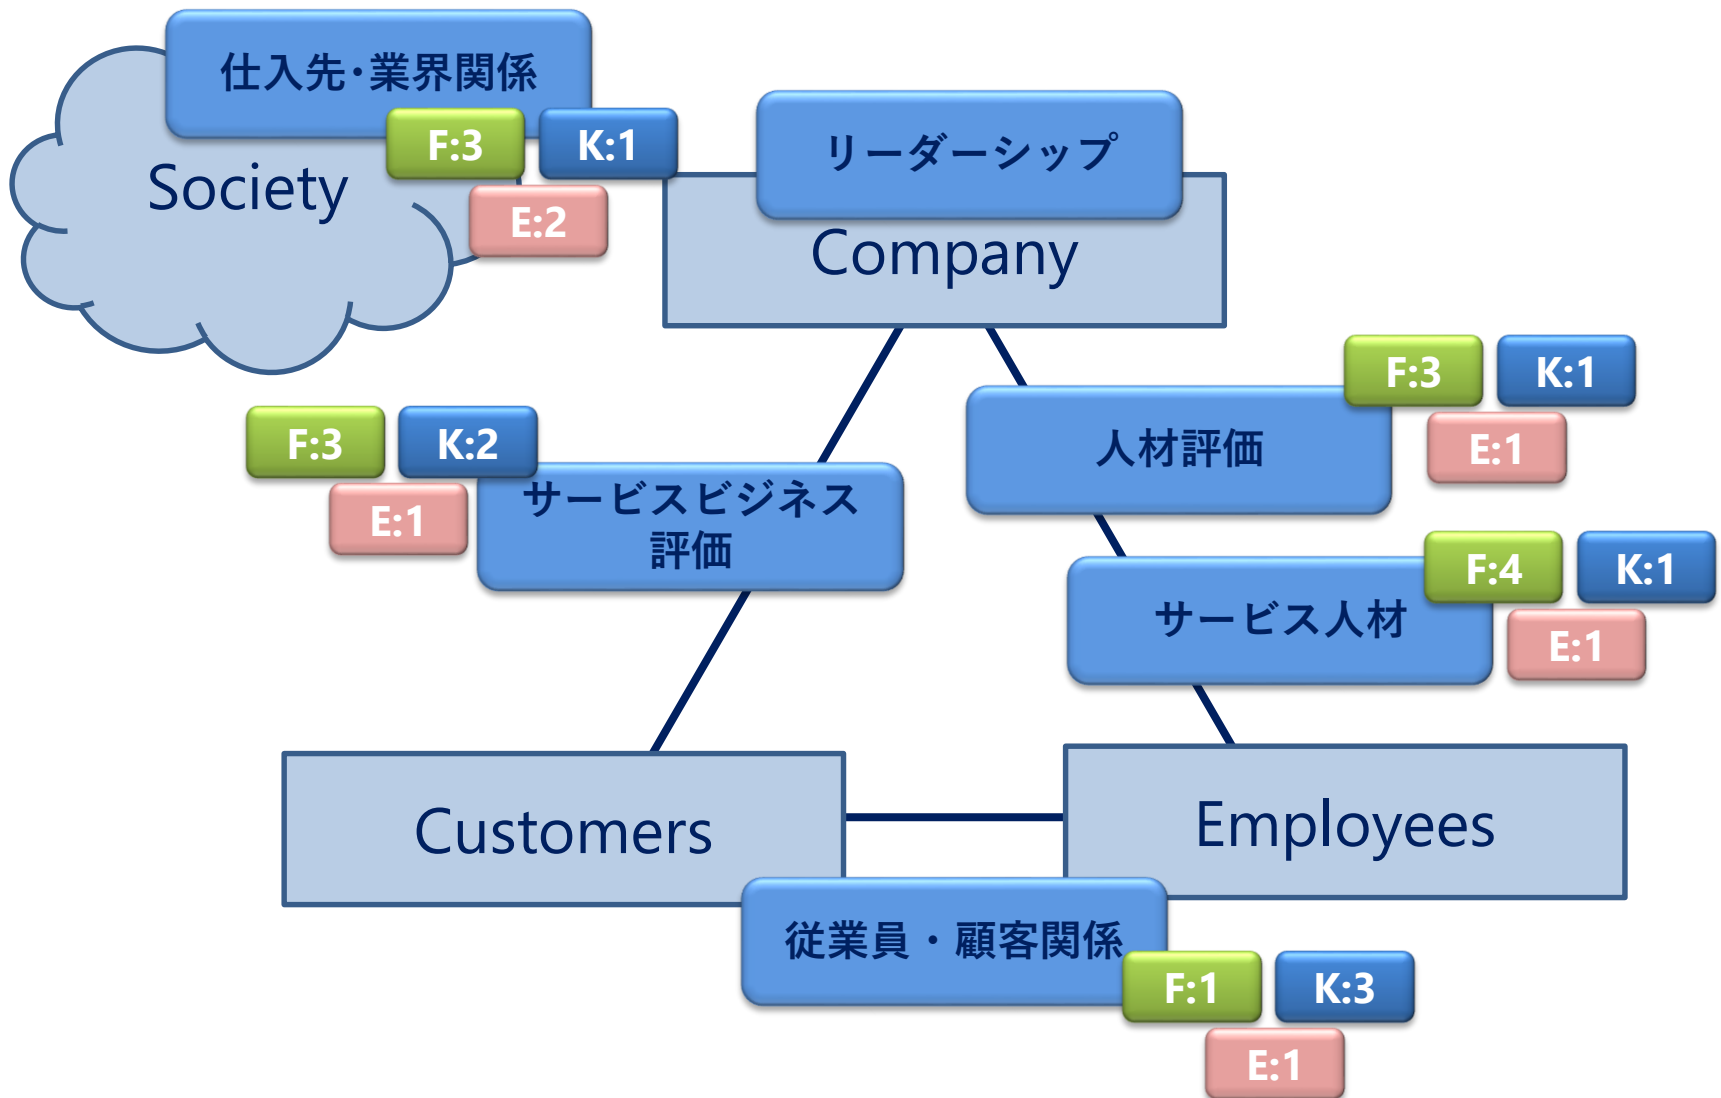 仕入先・業界関係
F:3
K:1
E:2
Society
リーダーシップ
Company
F:3
K:1
人材評価
E:1
F:3
K:2
E:1
サービスビジネス
評価
F:4
K:1
サービス人材
E:1
Customers
Employees
従業員・顧客関係
F:1
K:3
E:1